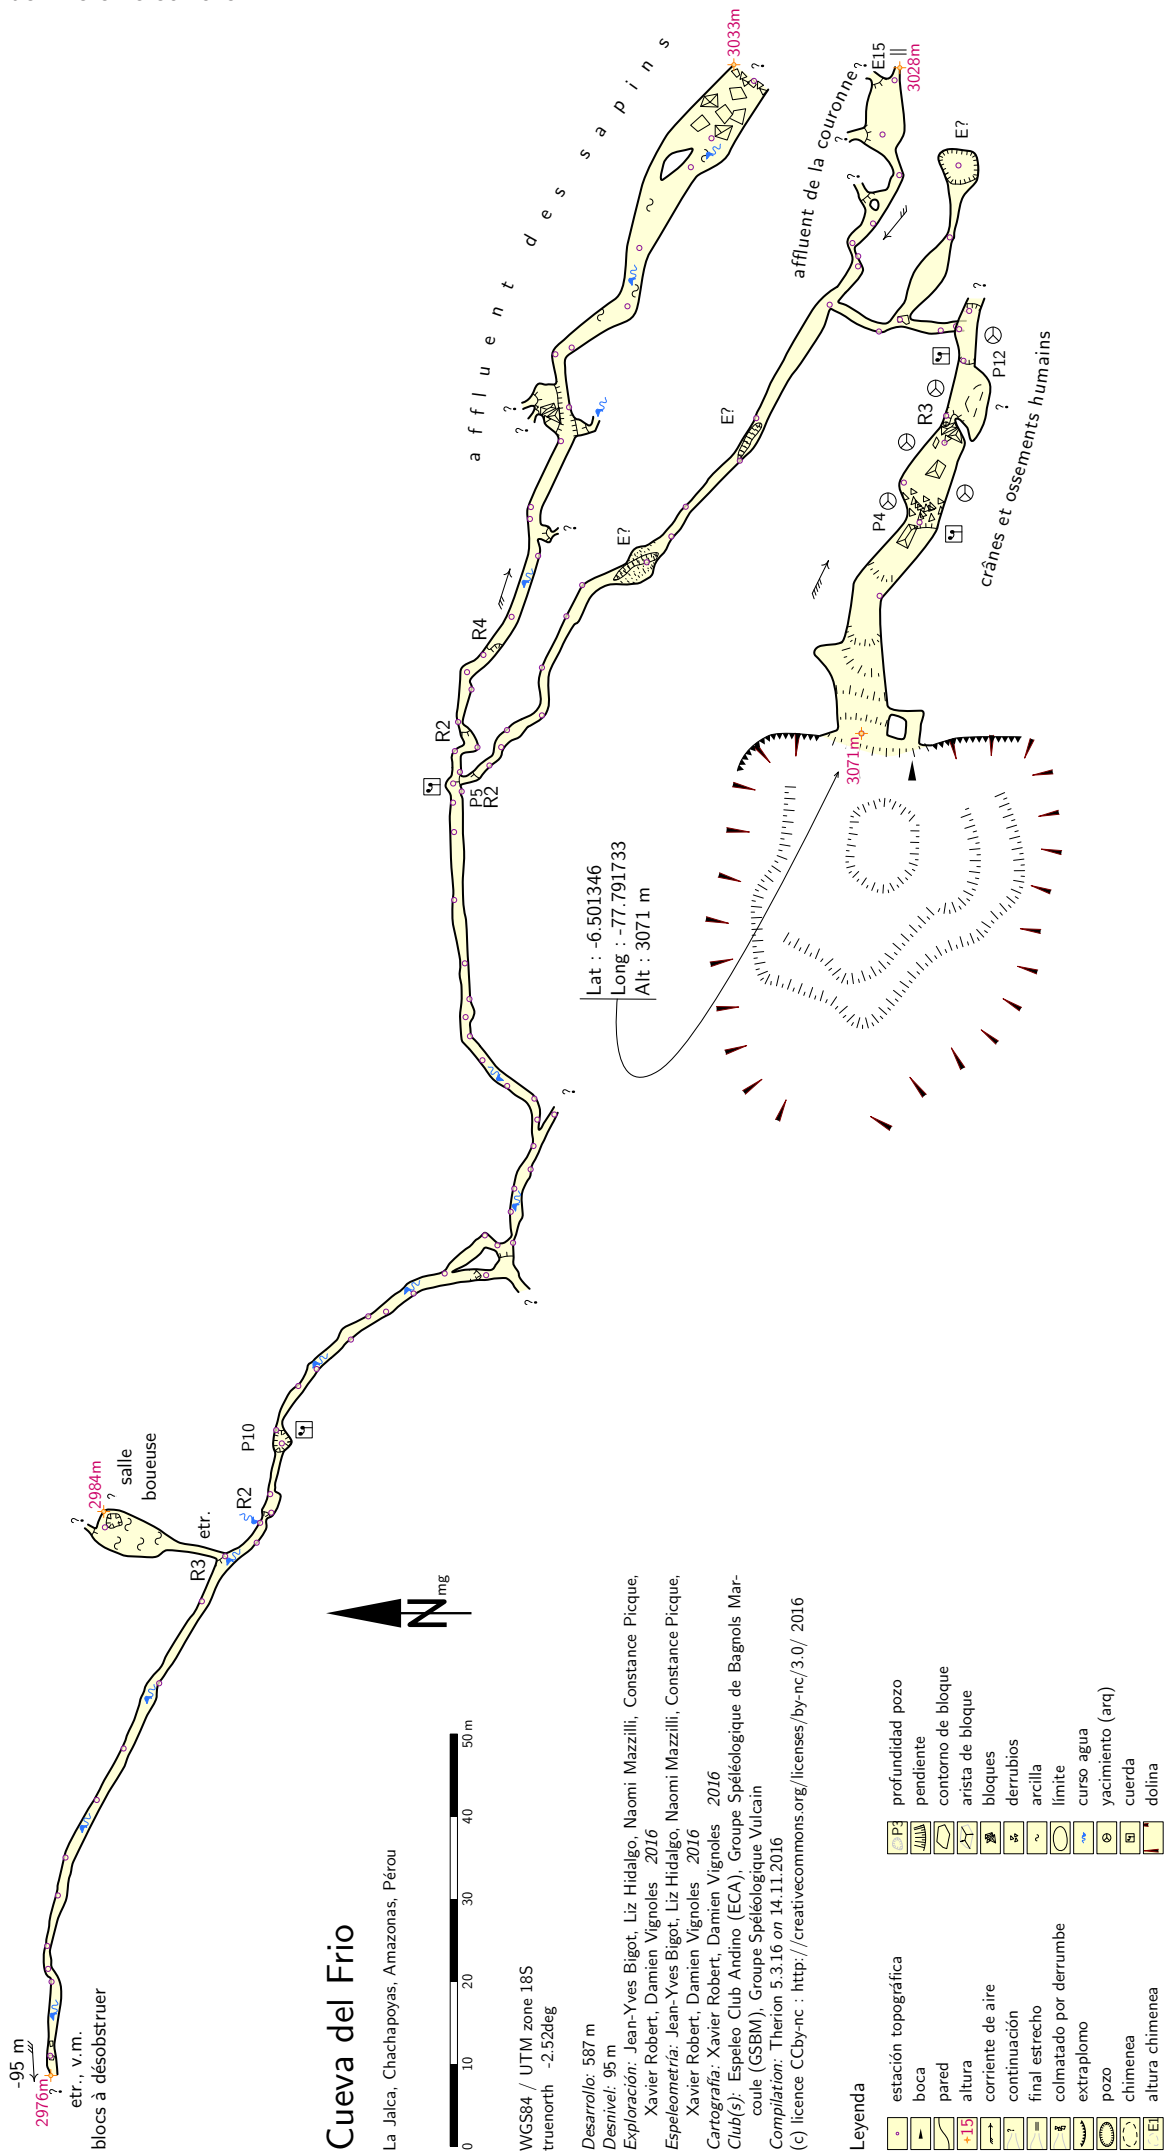 Cueva del Frio
La Jalca, Chachapoyas, Amazonas, Pérou
0 10 20 30 40 50 m
WGS84 / UTM zone 18S
truenorth -2.52deg
Desarrollo: 587 m
Desnivel: 95 m
Exploración: Jean-Yves Bigot, Liz Hidalgo, Naomi Mazzilli, Constance Picque,
Xavier Robert, Damien Vignoles 2016
Espeleometría: Jean-Yves Bigot, Liz Hidalgo, Naomi Mazzilli, Constance Picque,
Xavier Robert, Damien Vignoles 2016
Cartografía: Xavier Robert, Damien Vignoles 2016
Club(s): Espeleo Club Andino (ECA), Groupe Spéléologique de Bagnols Mar-
coule (GSBM), Groupe Spéléologique Vulcain
Compilation: Therion 5.3.16 on 14.11.2016
(c) licence CCby-nc : http://creativecommons.org/licenses/by-nc/3.0/ 2016
Leyenda
estación topográfica
boca
pared
+15 altura
corriente de aire
? continuación
final estrecho
colmatado por derrumbe
extraplomo
pozo
chimenea
E1 altura chimenea
P3 profundidad pozo
pendiente
contorno de bloque
arista de bloque
bloques
derrubios
arcilla
límite
curso agua
yacimiento (arq)
cuerda
dolina
N mg
-95 m
2976m
?
etr., v.m.
blocs à désobstruer
R3
etr.
?
2984m
?
salle
boueuse
R2
P10
?
?
P5
R2
R2
R4
?
?
?
affluent des sapins
3033m
?
E?
E?
affluent de la couronne
?
?
?
E15
3028m
E?
?
P12
?
R3
P4
crânes et ossements humains
3071m
Lat : -6.501346
Long : -77.791733
Alt : 3071 m